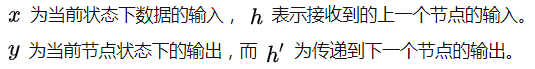 x 为当前状态下数据的输入，h 表示接收到的上一个节点的输入。
y 为当前节点状态下的输出，而 h′ 为传递到下一个节点的输出。